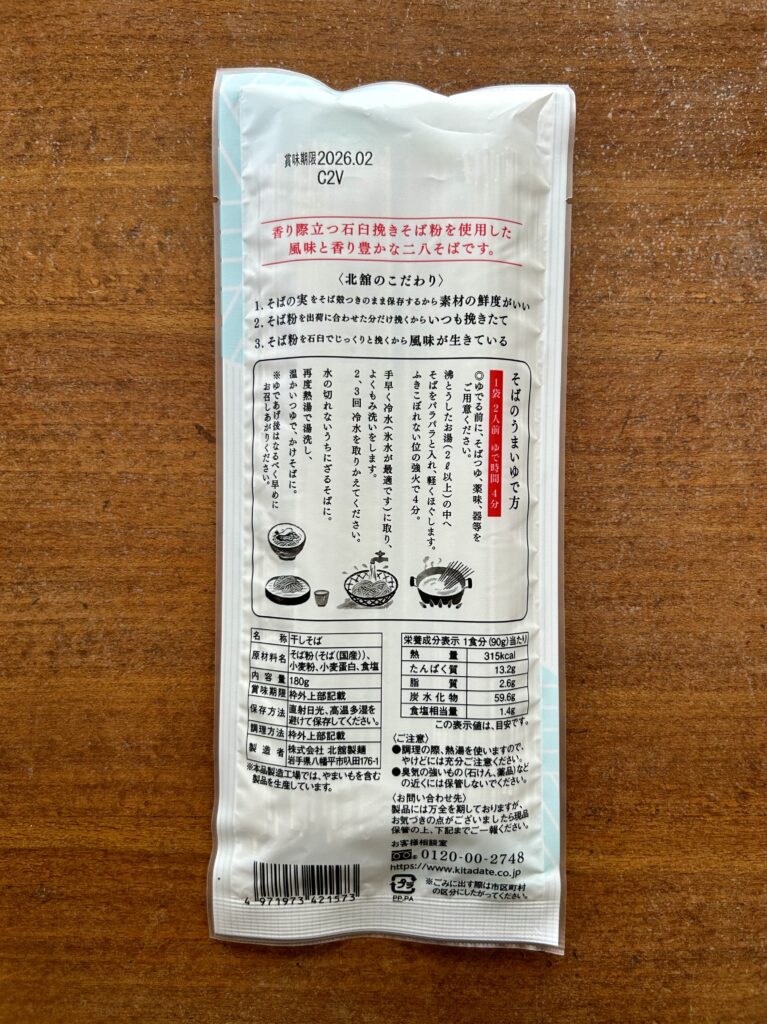 賞味期限2026.02
C2V
香り際立つ石臼挽きそば粉を使用した
風味と香り豊かな二八そばです。
〈北舘のこだわり〉
1.そばの実をそば殻つきのまま保存するから素材の鮮度がいい
2.そば粉を出荷に合わせた分だけ挽くからいつも挽きたて
3.そば粉を石臼でじっくりと挽くから風味が生きている
そばのうまいゆで方
1袋 2人前 ゆで時間 4分
◎ゆでる前に、そばつゆ、薬味、器等を
ご用意ください。
沸とうしたお湯(2ℓ以上)の中へ
そばをパラパラと入れ、軽くほぐします。
ふきこぼれない位の強火で4分。
手早く冷水(氷水が最適です)に取り、
よくもみ洗いをします。
2、3回 冷水を取りかえてください。
水の切れないうちにざるそばに。
再度熱湯で湯洗し、
温かいつゆで、かけそばに。
※ゆであげ後はなるべく早めに
お召しあがりください。
名称 干しそば
原材料名 そば粉(そば(国産))、
小麦粉、小麦蛋白、食塩
内容量 180g
賞味期限 枠外上部記載
保存方法 直射日光、高温多湿を
避けて保存してください。
調理方法 枠外上部記載
製造者 株式会社 北舘製麺
岩手県八幡平市叺田176-1
※本品製造工場では、やまいもを含む
製品を生産しています。
栄養成分表示 1食分(90g)当たり
熱量 315kcal
たんぱく質 13.2g
脂質 2.6g
炭水化物 59.6g
食塩相当量 1.4g
この表示値は、目安です。
〈ご注意〉
●調理の際、熱湯を使いますので、
やけどには充分ご注意ください。
●臭気の強いもの(石けん、薬品)など
の近くには保管しないでください。
〈お問い合わせ先〉
製品には万全を期しておりますが、
お気づきの点がございましたら現品
保管の上、下記までご一報ください。
お客様相談室
0120-00-2748
https://www.kitadate.co.jp
プラ
PP,PA
※ごみに出す際は市区町村
の区分にしたがってください。
4 971973 421573